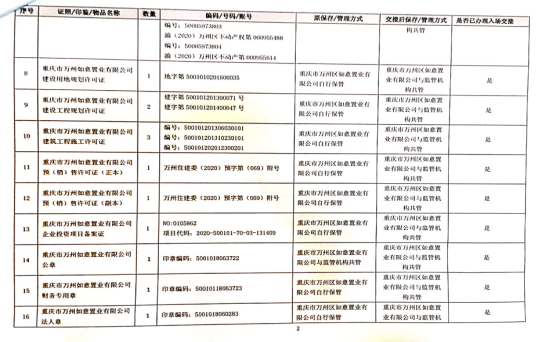 序号 证照/印鉴/物品名称 数量 编码/号码/账号 原保存/管理方式 交接后保存/管理方式 是否已办理入场交接
编号：50005973803
渝（2020）万州区不动产权第 000955488
编号：50005973804
渝（2020）万州区不动产第 000955614
构共管
8 重庆市万州如意置业有限公司
建设用地规划许可证
1 地字第 5001010201600035
重庆市万州区如意置业有
限公司自行保管
重庆市万州区如意置
业有限公司与监管机
构共管
是
9 重庆市万州如意置业有限公司
建设工程规划许可证
2 建字第 500101201300071 号
建字第 500101201400047 号
重庆市万州区如意置业有
限公司自行保管
重庆市万州区如意置
业有限公司与监管机
构共管
是
10 重庆市万州如意置业有限公司
建筑工程施工许可证
3 编号：500101201306030101
编号：500101201310230101
编号：500101202012300201
重庆市万州区如意置业有
限公司自行保管
重庆市万州区如意置
业有限公司与监管机
构共管
是
11 重庆市万州如意置业有限公司
预（销）售许可证（正本）
1 万州住建委（2020）预字第（069）附号
重庆市万州区如意置业有
限公司自行保管
重庆市万州区如意置
业有限公司与监管机
构共管
是
12 重庆市万州如意置业有限公司
预（销）售许可证（副本）
1 万州住建委（2020）预字第（069）附号
重庆市万州区如意置业有
限公司自行保管
重庆市万州区如意置
业有限公司与监管机
构共管
是
13 重庆市万州如意置业有限公司
企业投资项目备案证
1 NO:0105862
项目代码：2020-500101-70-03-131409
重庆市万州区如意置业有
限公司自行保管
重庆市万州区如意置
业有限公司与监管机
构共管
是
14 重庆市万州如意置业有限公司
公章
1 印章编码：5001018063722
重庆市万州区如意置业有
限公司与监管机构共管
重庆市万州区如意置
业有限公司与监管机
构共管
是
15 重庆市万州如意置业有限公司
财务专用章
1 印章编码：5001018063723
重庆市万州区如意置业有
限公司自行保管
重庆市万州区如意置
业有限公司与监管机
构共管
是
16 重庆市万州如意置业有限公司
法人章
1 印章编码：5001018060283
重庆市万州区如意置业有
限公司自行保管
重庆市万州区如意置
业有限公司与监管机
是
2